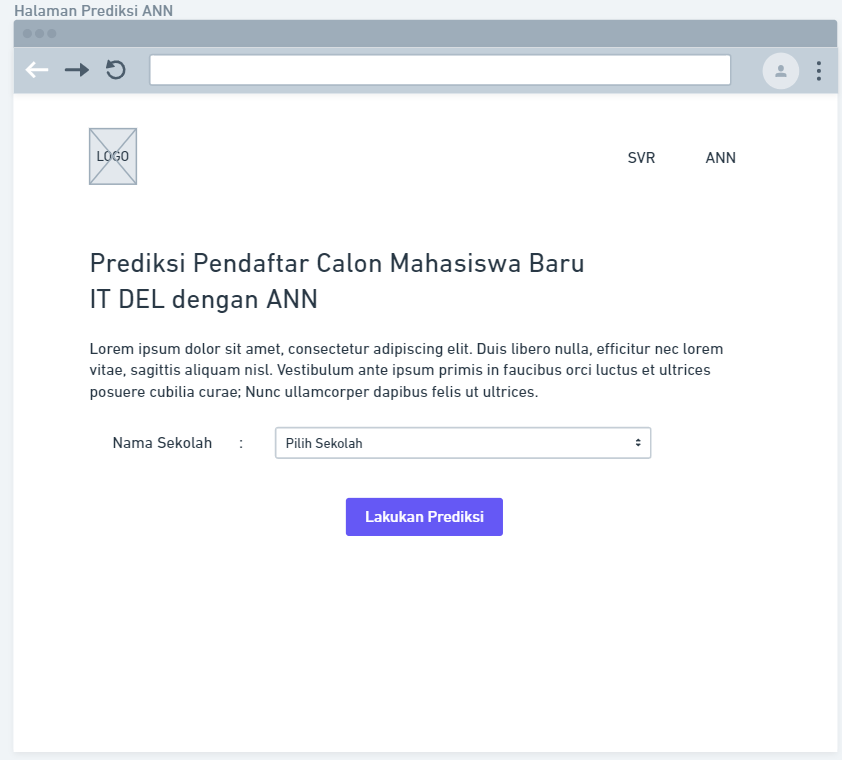 Halaman Prediksi ANN
LOGO
SVR
ANN
Prediksi Pendaftar Calon Mahasiswa Baru
IT DEL dengan ANN
Lorem ipsum dolor sit amet, consectetur adipiscing elit. Duis libero nulla, efficitur nec lorem
vitae, sagittis aliquam nisl. Vestibulum ante ipsum primis in faucibus orci luctus et ultrices
posuere cubilia curae; Nunc ullamcorper dapibus felis ut ultrices.
Nama Sekolah : Pilih Sekolah
Lakukan Prediksi